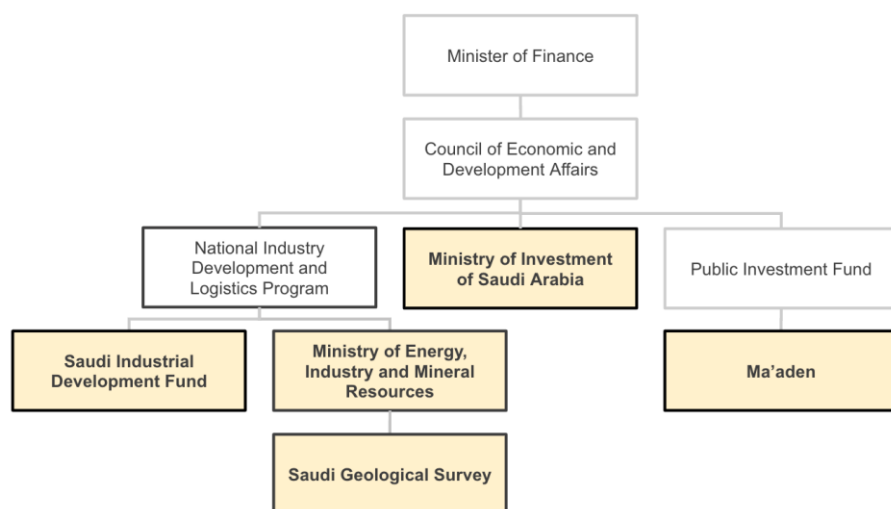 Minister of Finance
Council of Economic and
Development Affairs
National Industry
Development and
Logistics Program
Ministry of Investment
of Saudi Arabia
Public Investment Fund
Saudi Industrial
Development Fund
Ministry of Energy,
Industry and Mineral
Resources
Ma’aden
Saudi Geological Survey